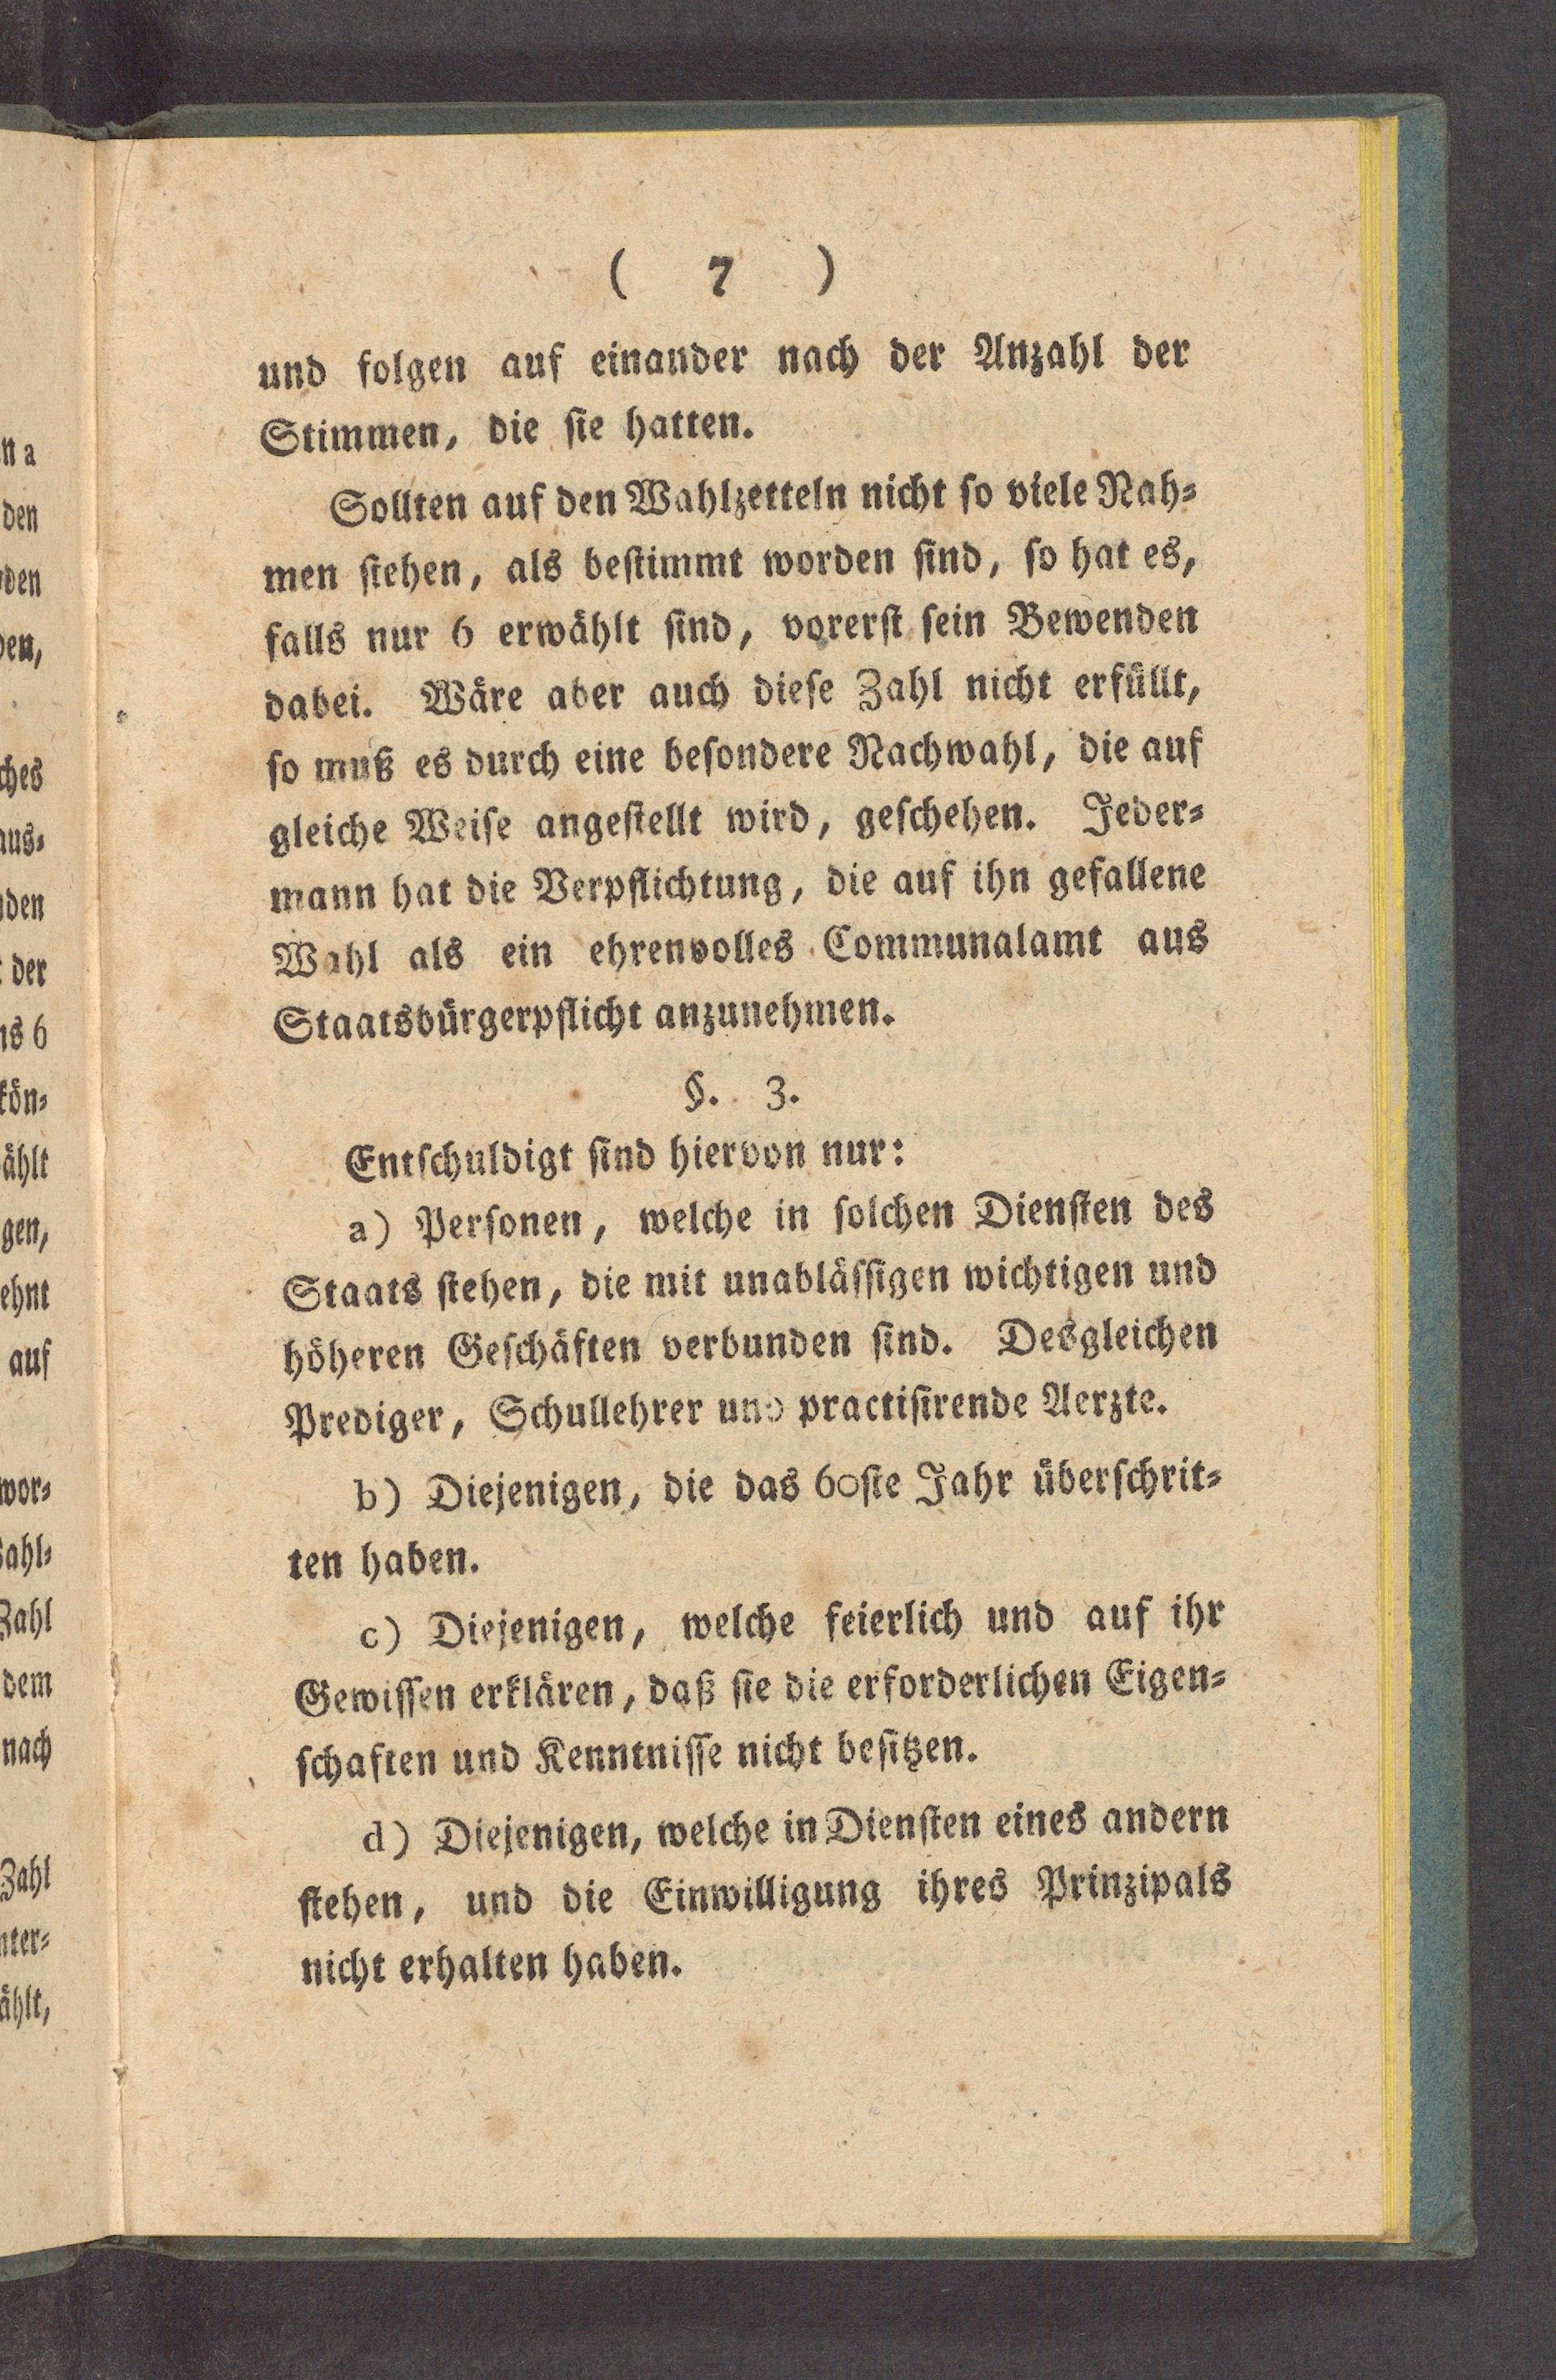 ( 7 )
und folgen auf einander nach der Anzahl der
Stimmen, die ſie hatten.
Sollten auf den Wahlzetteln nicht ſo viele Nah⸗
men ſtehen, als beſtimmt worden ſind, ſo hat es,
falls nur 6 erwählt ſind, vorerſt ſein Bewenden
dabei. Wäre aber auch dieſe Zahl nicht erfüllt,
ſo muß es durch eine beſondere Nachwahl, die auf
gleiche Weiſe angeſtellt wird, geſchehen. Jeder⸗
mann hat die Verpflichtung, die auf ihn gefallene
Wahl als ein ehrenvolles Communalamt aus
Staatsbürgerpflicht anzunehmen.
§. 3.
Entſchuldigt ſind hiervon nur:
a) Perſonen, welche in ſolchen Dienſten des
Staats ſtehen, die mit unabläſſigen wichtigen und
höheren Geſchäften verbunden ſind. Desgleichen
Prediger, Schullehrer und practiſirende Aerzte.
b) Diejenigen, die das 60ſte Jahr überſchrit⸗
ten haben.
c) Diejenigen, welche feierlich und auf ihr
Gewiſſen erklären, daß ſie die erforderlichen Eigen⸗
ſchaften und Kenntniſſe nicht beſitzen.
d) Diejenigen, welche in Dienſten eines andern
ſtehen, und die Einwilligung ihres Prinzipals
nicht erhalten haben.